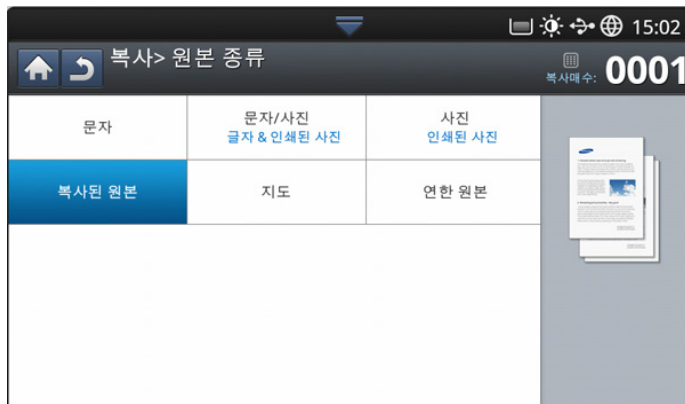 15:02
복사> 원본 종류
복사매수: 0001
문자
문자/사진
글자 & 인쇄된 사진
사진
인쇄된 사진
복사된 원본
지도
연한 원본